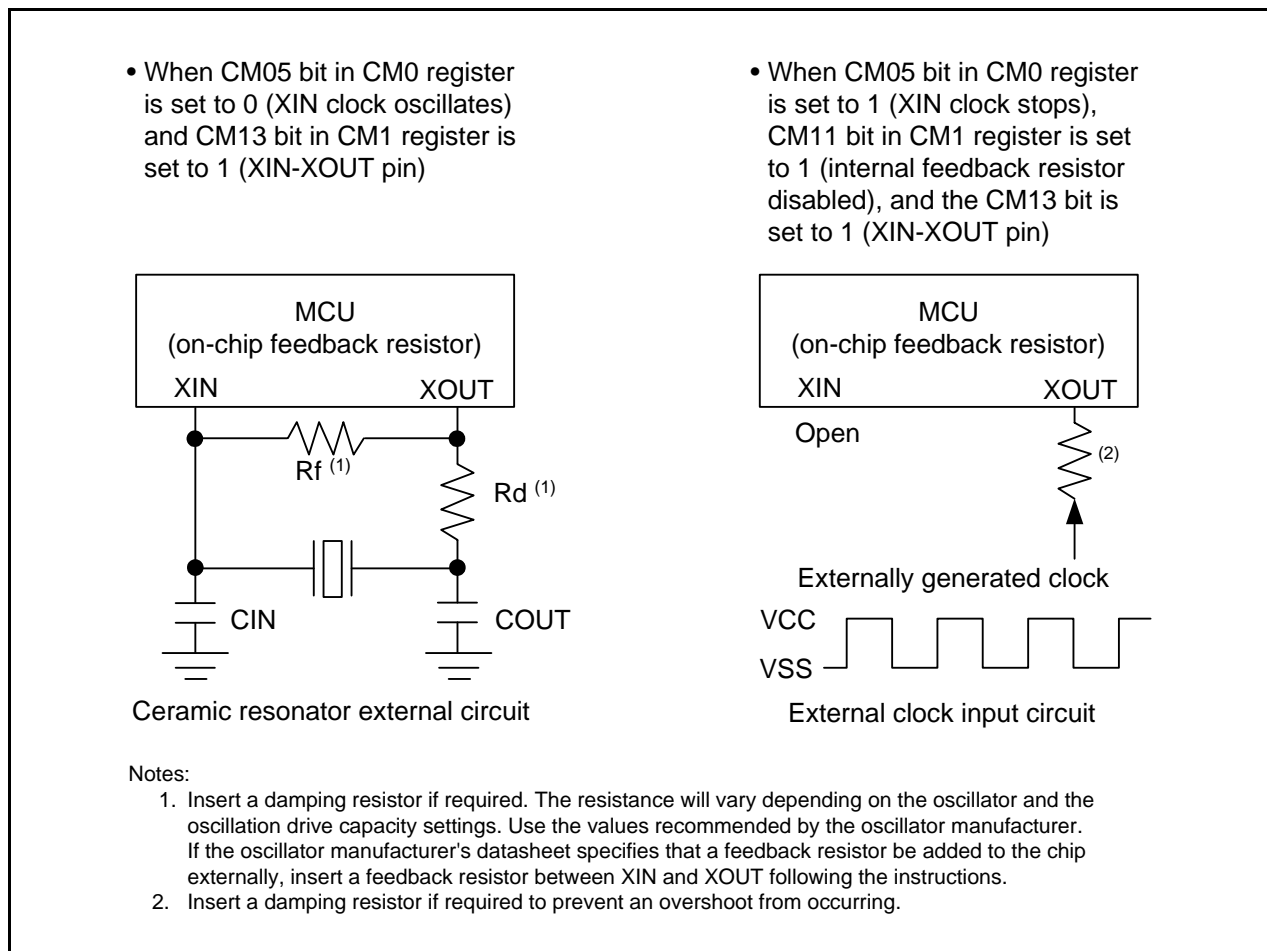 • When CM05 bit in CM0 register
is set to 0 (XIN clock oscillates)
and CM13 bit in CM1 register is
set to 1 (XIN-XOUT pin)
MCU
(on-chip feedback resistor)
XIN
XOUT
Rf (1)
Rd (1)
CIN
COUT
Ceramic resonator external circuit
• When CM05 bit in CM0 register
is set to 1 (XIN clock stops),
CM11 bit in CM1 register is set
to 1 (internal feedback resistor
disabled), and the CM13 bit is
set to 1 (XIN-XOUT pin)
MCU
(on-chip feedback resistor)
XIN
XOUT
Open
(2)
Externally generated clock
VCC
VSS
External clock input circuit
Notes:
1. Insert a damping resistor if required. The resistance will vary depending on the oscillator and the
oscillation drive capacity settings. Use the values recommended by the oscillator manufacturer.
If the oscillator manufacturer's datasheet specifies that a feedback resistor be added to the chip
externally, insert a feedback resistor between XIN and XOUT following the instructions.
2. Insert a damping resistor if required to prevent an overshoot from occurring.